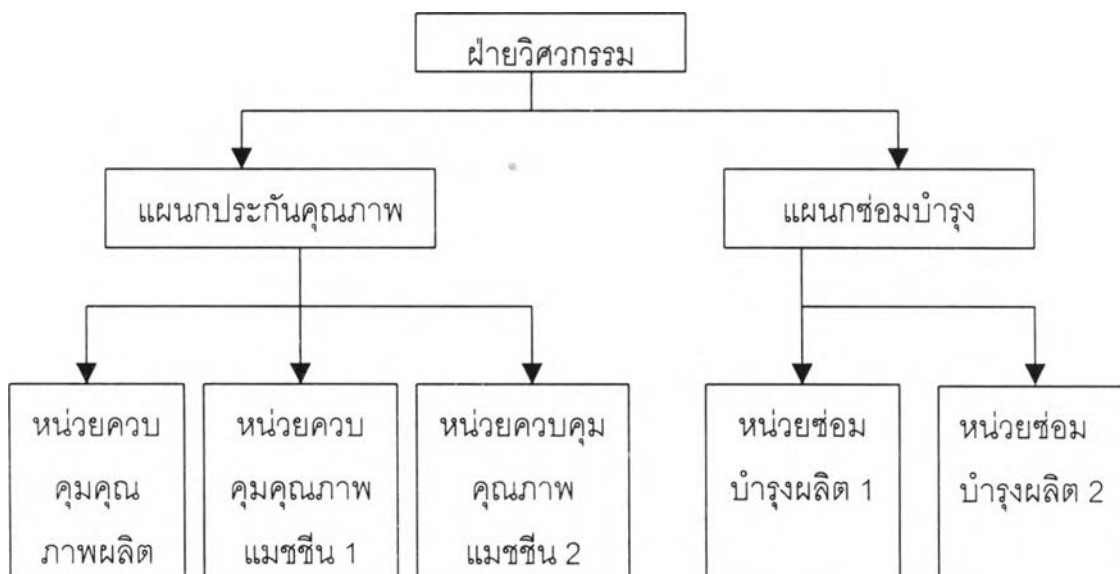 ฝ่ายวิศวกรรม
แผนกประกันคุณภาพ
แผนกซ่อมบำรุง
หน่วยควบ
คุมคุณ
ภาพผลิต
หน่วยควบ
คุมคุณภาพ
แมชชีน 1
หน่วยควบคุม
คุณภาพ
แมชชีน 2
หน่วยซ่อม
บำรุงผลิต 1
หน่วยซ่อม
บำรุงผลิต 2